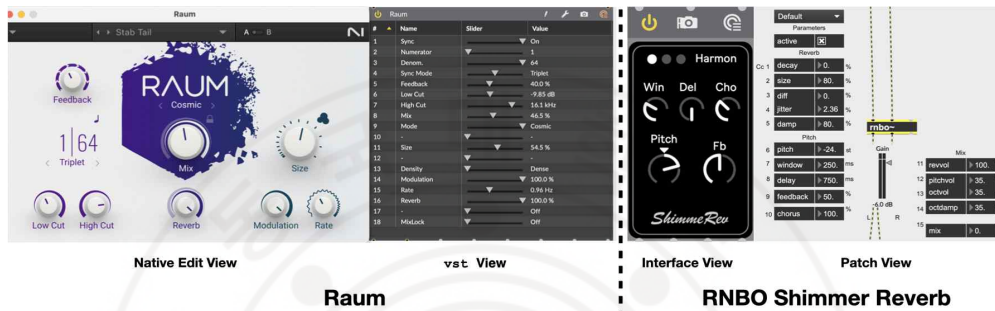 Raum
Stab Tail
A B
RAUM
Cosmic
Feedback
1 | 64
Triplet
Mix
Size
Low Cut
High Cut
Reverb
Modulation
Rate
Native Edit View
Raum
# Name Slider Value
1 Sync On
2 Numerator 1
3 Denom. 64
4 Sync Mode Triplet
5 Feedback 40.0 %
6 Low Cut -9.85 dB
7 High Cut 16.1 kHz
8 Mix 46.5 %
9 Mode Cosmic
10 -
11 Size 54.5 %
12 -
13 Density Dense
14 Modulation 100.0 %
15 Rate 0.96 Hz
16 Reverb 100.0 %
17 - Off
18 MixLock Off
vst View
Raum
Harmon
Win Del Cho
Pitch Fb
ShimmeRev
Interface View
Default
Parameters
active
Reverb
Cc 1 decay 0. %
2 size 80. %
3 diff 0. %
4 jitter 2.36 %
5 damp 80. %
Pitch
6 pitch -24. st
7 window 250. ms
8 delay 750. ms
9 feedback 50. %
10 chorus 100. %
rnbo~
Gain
-6.0 dB
L R
Mix
11 revvol 100.
12 pitchvol 35.
13 octvol 35.
14 octdamp 35.
15
mix 0.
Patch View
RNBO Shimmer Reverb